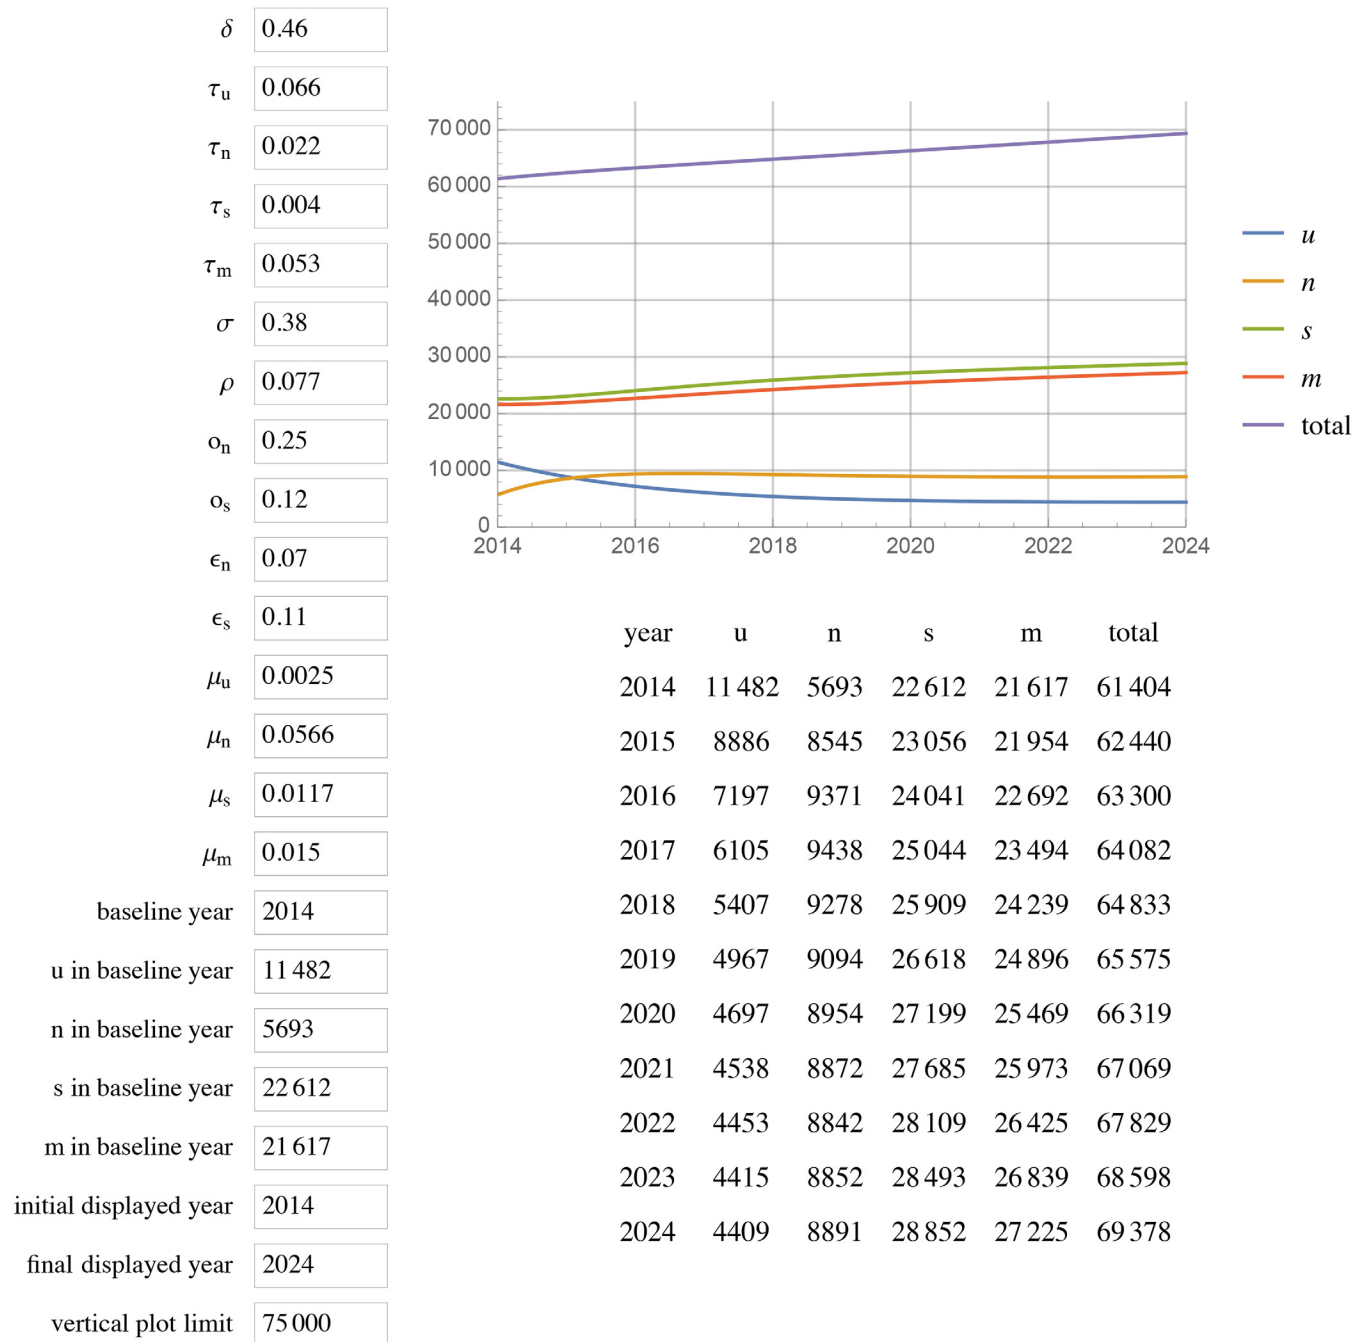 δ 0.46
τu 0.066
τn 0.022
τs 0.004
τm 0.053
σ 0.38
ρ 0.077
on 0.25
os 0.12
ϵn 0.07
ϵs 0.11
μu 0.0025
μn 0.0566
μs 0.0117
μm 0.015
baseline year 2014
u in baseline year 11 482
n in baseline year 5693
s in baseline year 22 612
m in baseline year 21 617
initial displayed year 2014
final displayed year 2024
vertical plot limit 75 000
70 000
60 000
50 000
40 000
30 000
20 000
10 000
0
2014 2016 2018 2020 2022 2024
u
n
s
m
total
year u n s m total
2014 11 482 5693 22 612 21 617 61 404
2015 8886 8545 23 056 21 954 62 440
2016 7197 9371 24 041 22 692 63 300
2017 6105 9438 25 044 23 494 64 082
2018 5407 9278 25 909 24 239 64 833
2019 4967 9094 26 618 24 896 65 575
2020 4697 8954 27 199 25 469 66 319
2021 4538 8872 27 685 25 973 67 069
2022 4453 8842 28 109 26 425 67 829
2023 4415 8852 28 493 26 839 68 598
2024 4409 8891 28 852 27 225 69 378